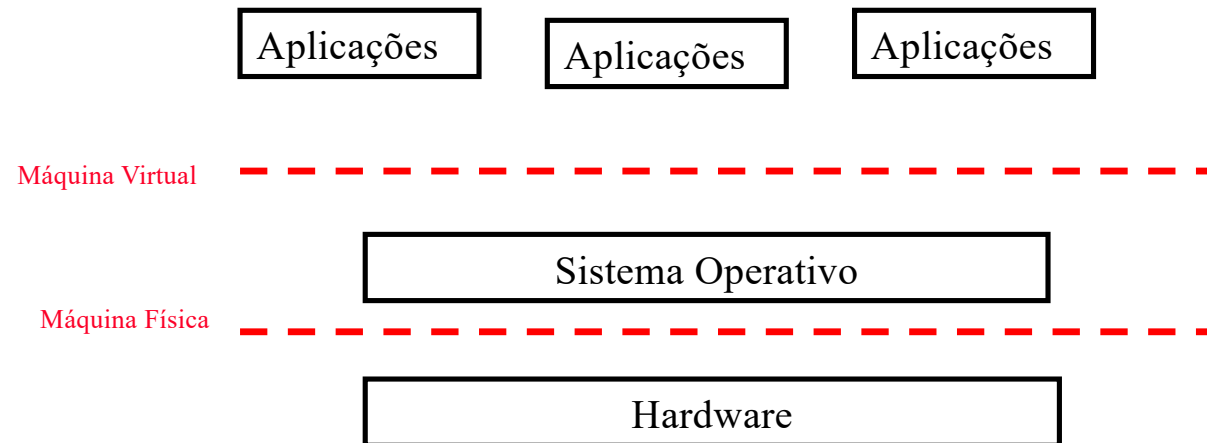 Aplicações
Aplicações
Aplicações
Máquina Virtual
Sistema Operativo
Máquina Física
Hardware